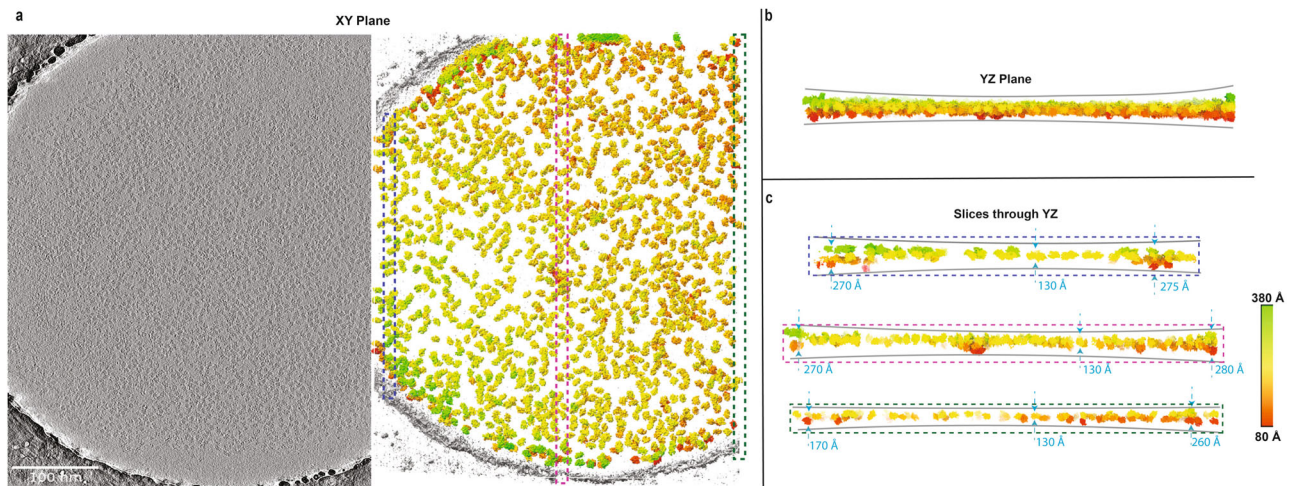 a
XY Plane
100 nm
b
YZ Plane
c
Slices through YZ
270 Å
130 Å
275 Å
270 Å
130 Å
280 Å
170 Å
130 Å
260 Å
380 Å
80 Å